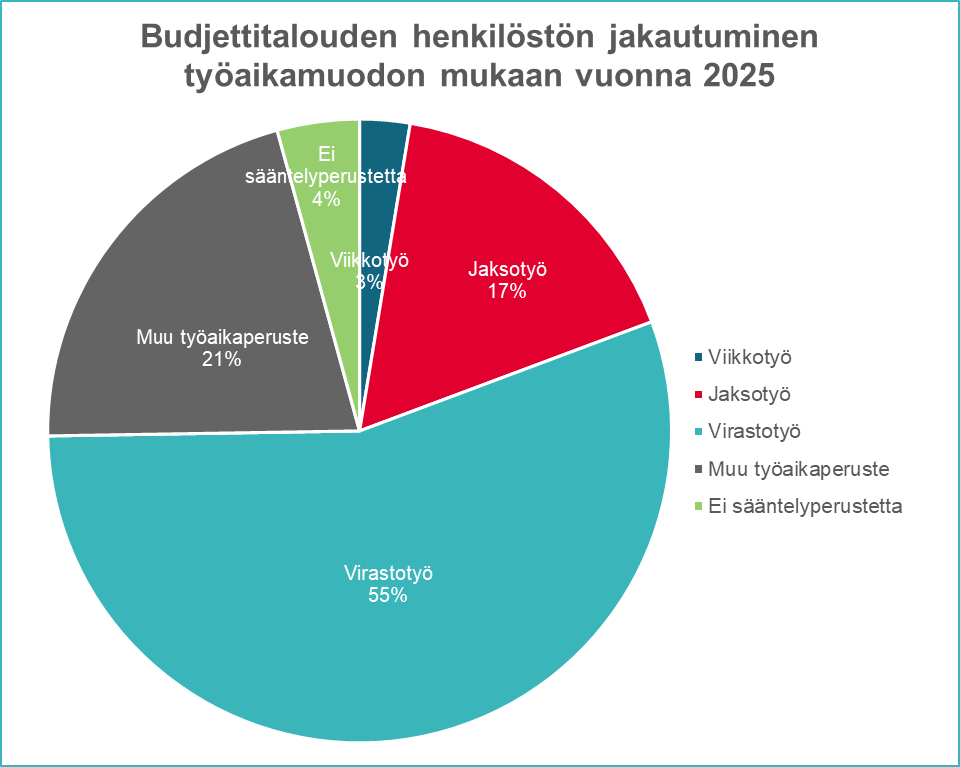 Budjettitalouden henkilöstön jakautuminen
työaikamuodon mukaan vuonna 2025
Ei
sääntelyperustetta
4%
Viikkotyö
3%
Jaksotyö
17%
Muu työaikaperuste
21%
Virastotyö
55%
Viikkotyö
Jaksotyö
Virastotyö
Muu työaikaperuste
Ei sääntelyperustetta